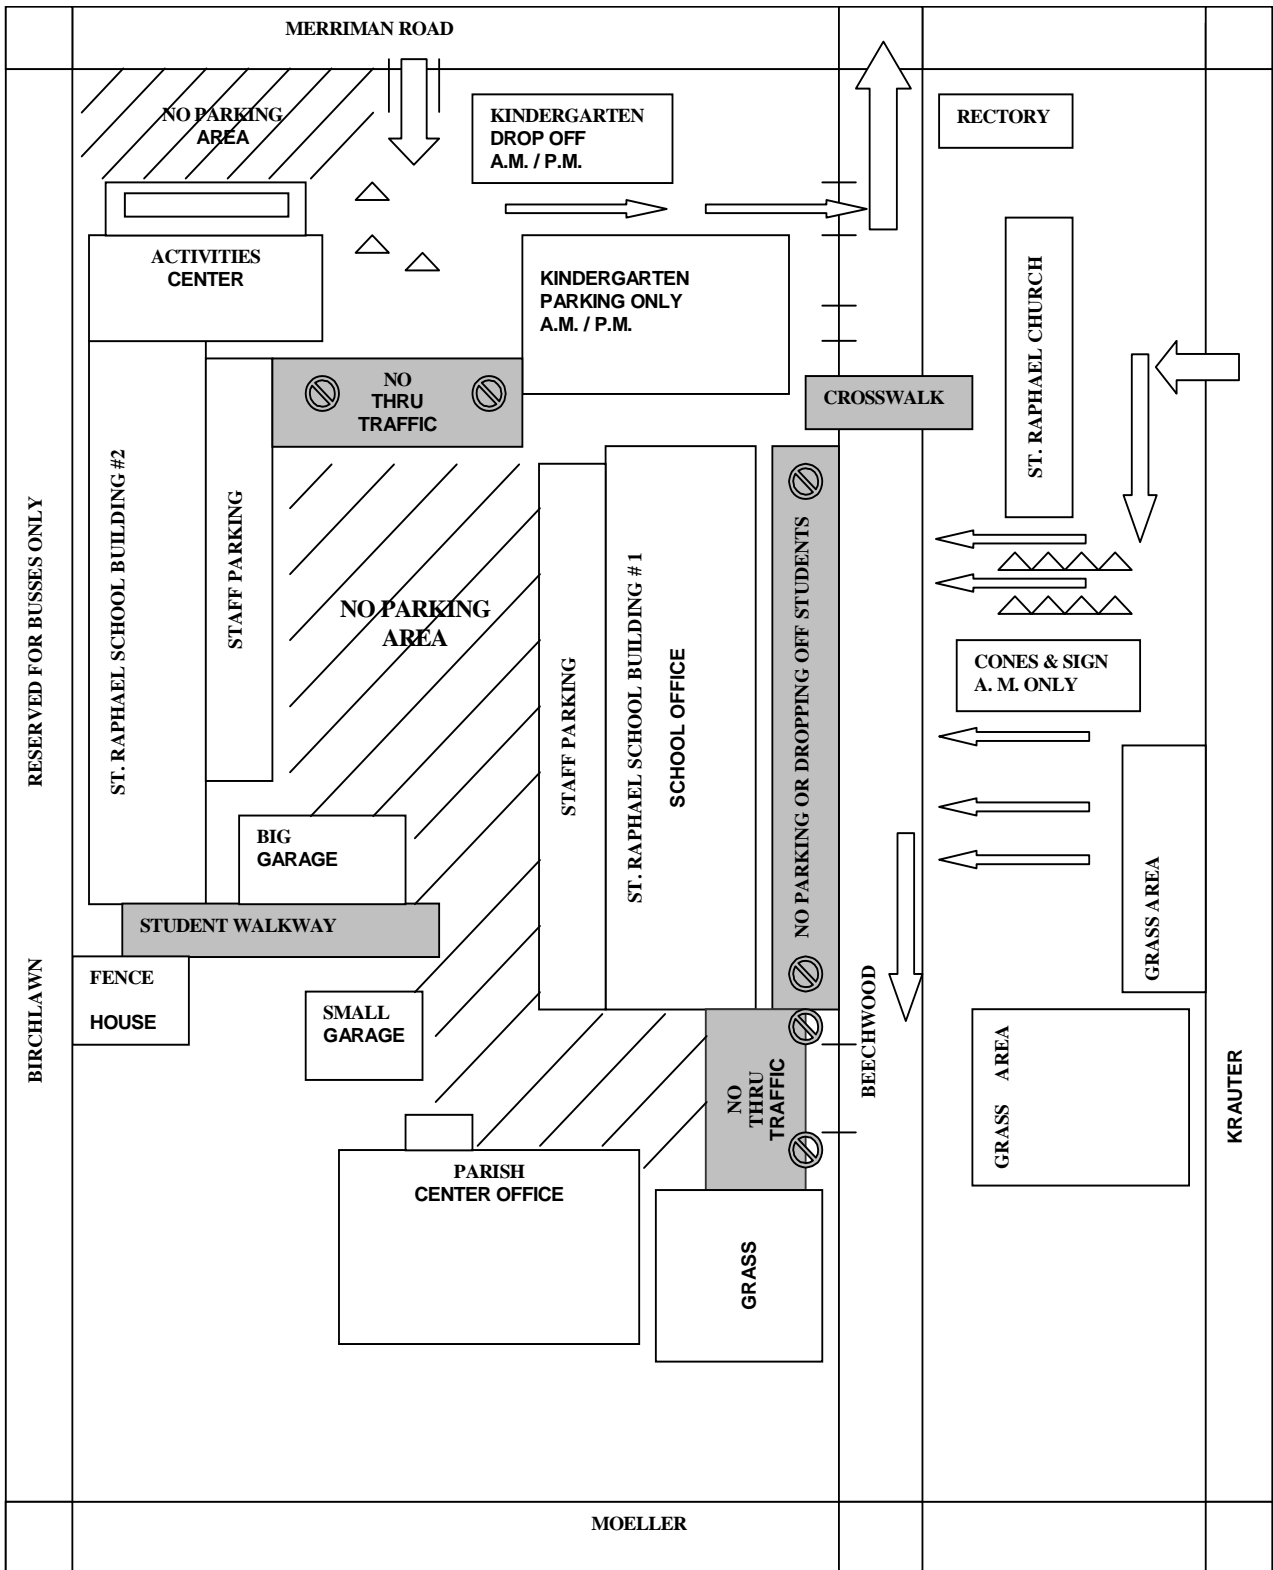 MERRIMAN ROAD
NO PARKING
AREA
KINDERGARTEN
DROP OFF
A.M. / P.M.
RECTORY
ACTIVITIES
CENTER
KINDERGARTEN
PARKING ONLY
A.M. / P.M.
ST. RAPHAEL CHURCH
NO
THRU
TRAFFIC
CROSSWALK
RESERVED FOR BUSSES ONLY
ST. RAPHAEL SCHOOL BUILDING #2
STAFF PARKING
NO PARKING
AREA
STAFF PARKING
ST. RAPHAEL SCHOOL BUILDING # 1
SCHOOL OFFICE
NO PARKING OR DROPPING OFF STUDENTS
CONES & SIGN
A. M. ONLY
BIG
GARAGE
STUDENT WALKWAY
GRASS AREA
FENCE
HOUSE
SMALL
GARAGE
BIRCHLAWN
BEECHWOOD
NO
THRU
TRAFFIC
GRASS AREA
KRAUTER
PARISH
CENTER OFFICE
GRASS
MOELLER